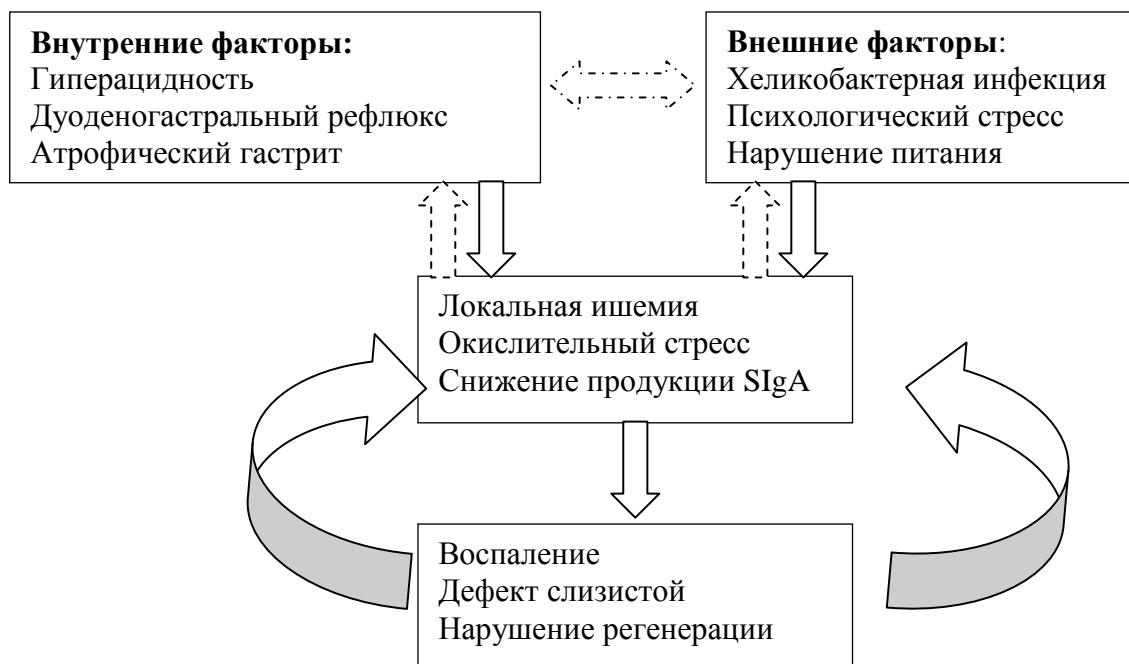 Внутренние факторы:
Гиперацидность
Дуоденогастральный рефлюкс
Атрофический гастрит
Внешние факторы:
Хеликобактерная инфекция
Психологический стресс
Нарушение питания
Локальная ишемия
Окислительный стресс
Снижение продукции SIgA
Воспаление
Дефект слизистой
Нарушение регенерации